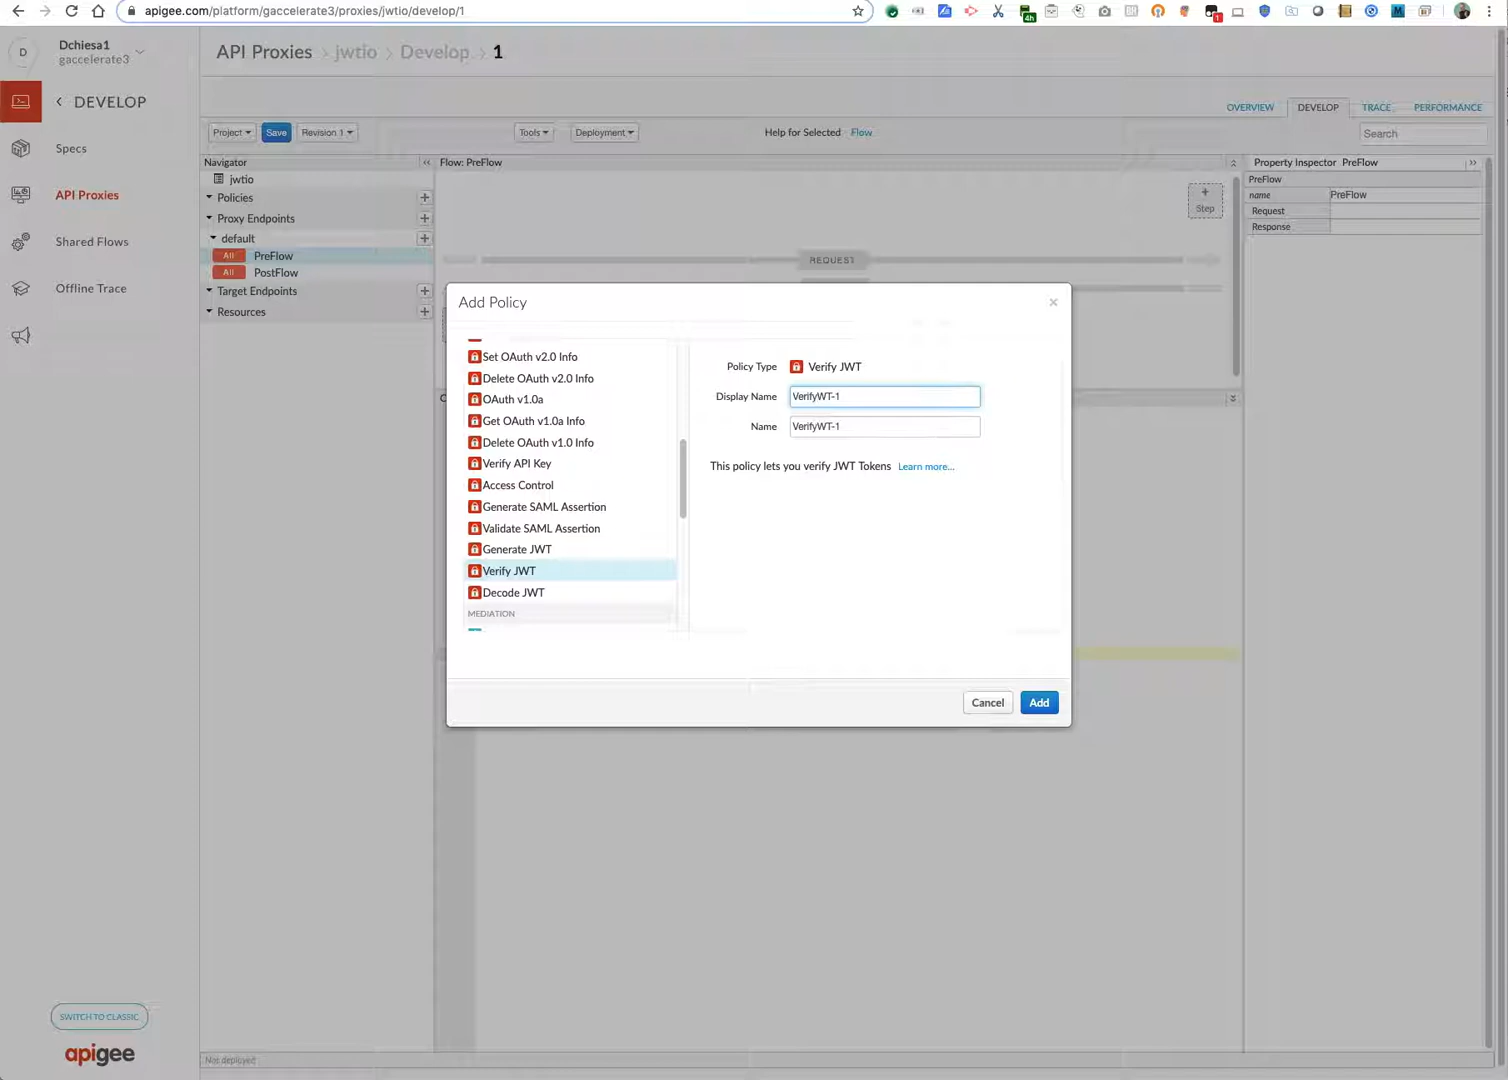 apigee.com/platform/gaccelerate3/proxies/jwtio/develop/1
4h
1
D
Dchiesa1
gaccelerate3
API Proxies › jwtio › Develop › 1
DEVELOP
OVERVIEW
DEVELOP
TRACE
PERFORMANCE
Project
Save
Revision 1
Tools
Deployment
Help for Selected Flow
Search
Specs
API Proxies
Shared Flows
Offline Trace
Navigator
jwtio
Policies
Proxy Endpoints
default
All PreFlow
All PostFlow
Target Endpoints
Resources
Flow: PreFlow
+
Step
REQUEST
Property Inspector PreFlow
PreFlow
name PreFlow
Request
Response
Add Policy
Set OAuth v2.0 Info
Delete OAuth v2.0 Info
OAuth v1.0a
Get OAuth v1.0a Info
Delete OAuth v1.0 Info
Verify API Key
Access Control
Generate SAML Assertion
Validate SAML Assertion
Generate JWT
Verify JWT
Decode JWT
MEDIATION
Policy Type Verify JWT
Display Name VerifyWT-1
Name VerifyWT-1
This policy lets you verify JWT Tokens Learn more...
Cancel
Add
SWITCH TO CLASSIC
apigee
Not deployed